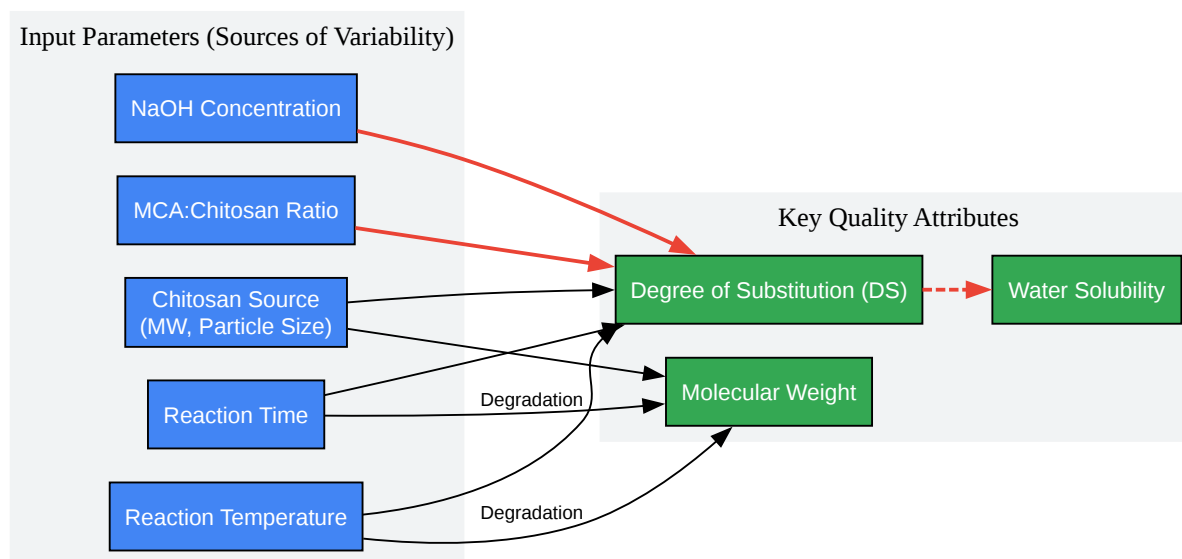 Input Parameters (Sources of Variability)
NaOH Concentration
MCA:Chitosan Ratio
Chitosan Source
(MW, Particle Size)
Reaction Time
Reaction Temperature
Degradation
Degradation
Key Quality Attributes
Degree of Substitution (DS)
Water Solubility
Molecular Weight